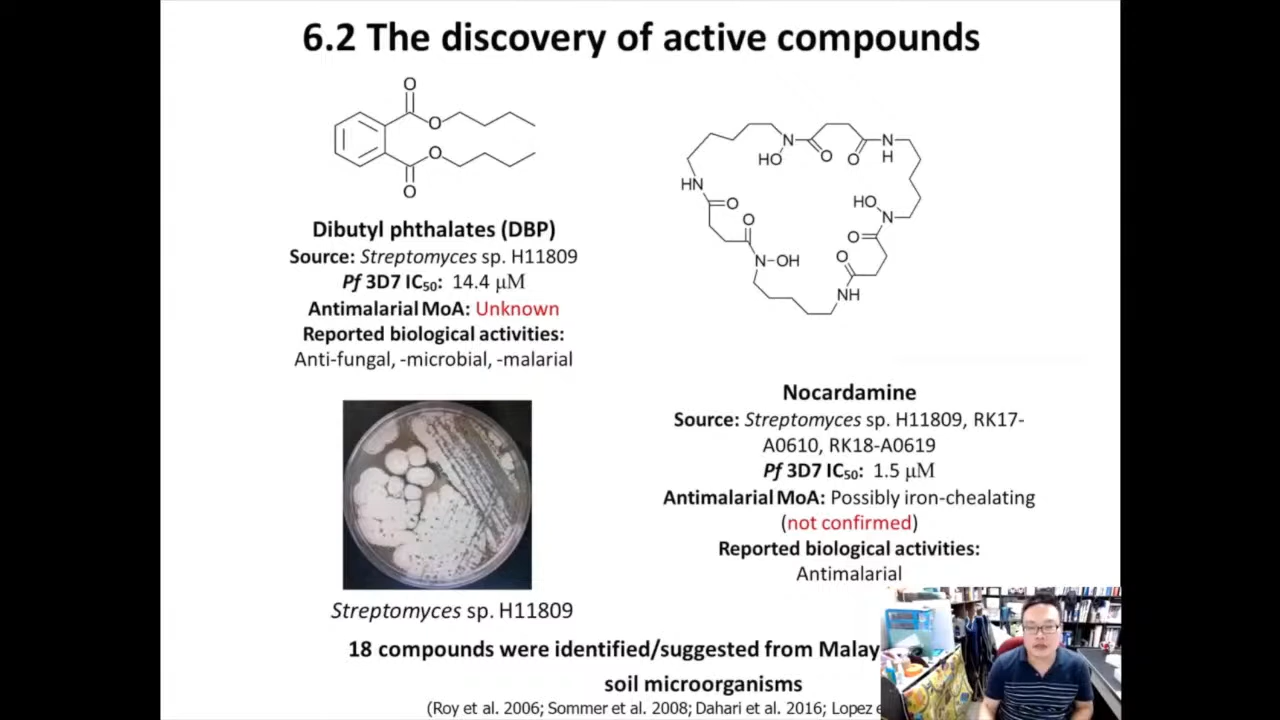 6.2 The discovery of active compounds
O
O
O
O
Dibutyl phthalates (DBP)
Source: Streptomyces sp. H11809
Pf 3D7 IC50: 14.4 μM
Antimalarial MoA: Unknown
Reported biological activities:
Anti-fungal, -microbial, -malarial
Streptomyces sp. H11809
N
HO
O
O
N
H
HN
O
O
HO
N
O
O
N-OH
NH
Nocardamine
Source: Streptomyces sp. H11809, RK17-
A0610, RK18-A0619
Pf 3D7 IC50: 1.5 μM
Antimalarial MoA: Possibly iron-chealating
(not confirmed)
Reported biological activities:
Antimalarial
18 compounds were identified/suggested from Malay
soil microorganisms
(Roy et al. 2006; Sommer et al. 2008; Dahari et al. 2016; Lopez e